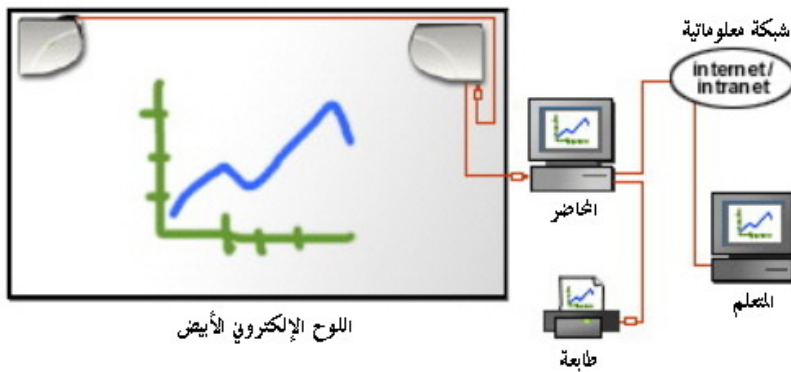 شبكة معلوماتية
internet/
intranet
المحاضر
المتعلم
اللوح الإلكتروني الأبيض
طابعة